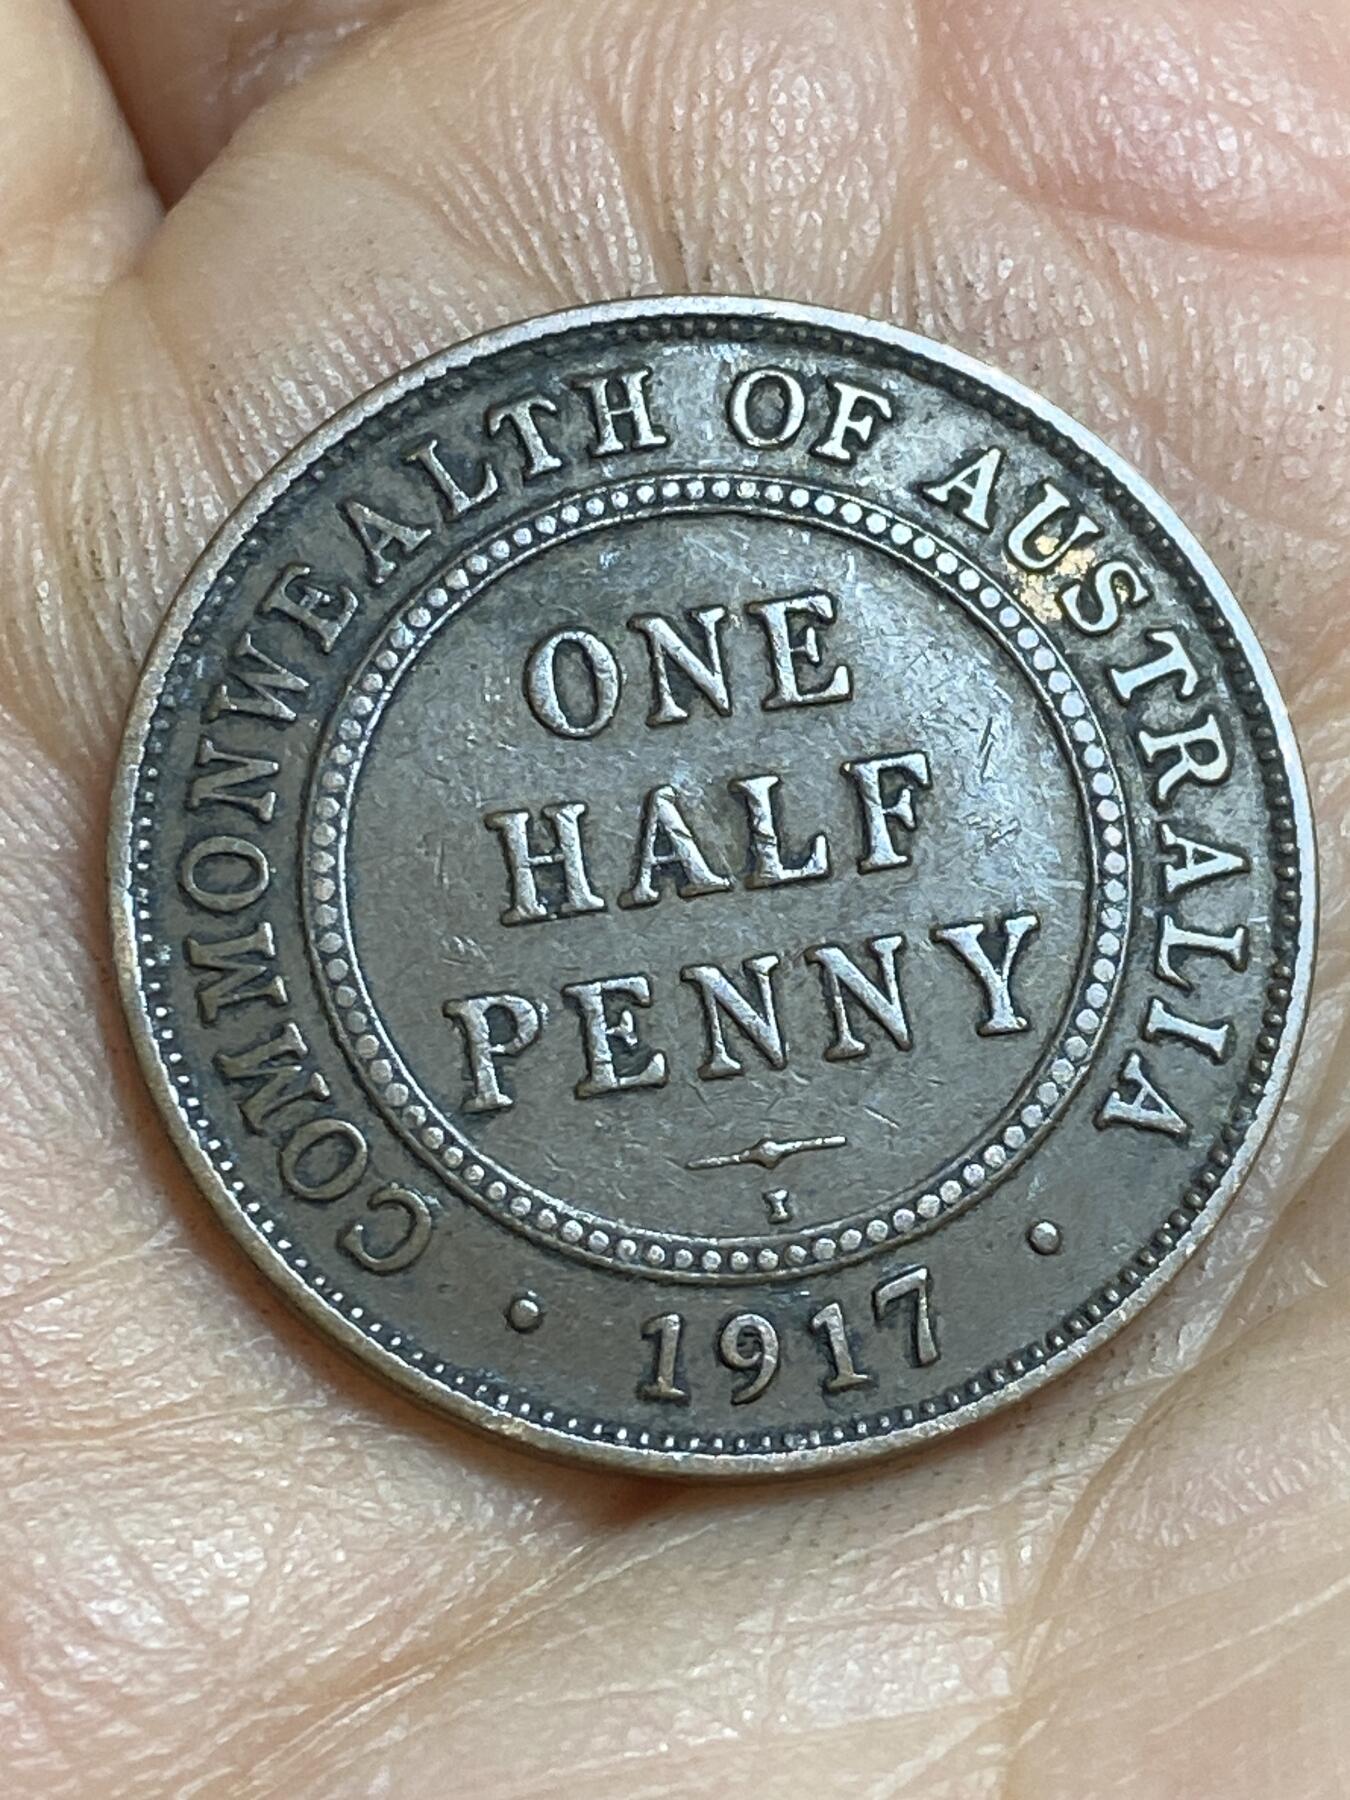 COMMONWEALTH OF AUSTRALIA
ONE
HALF
PENNY
I
· 1917 ·